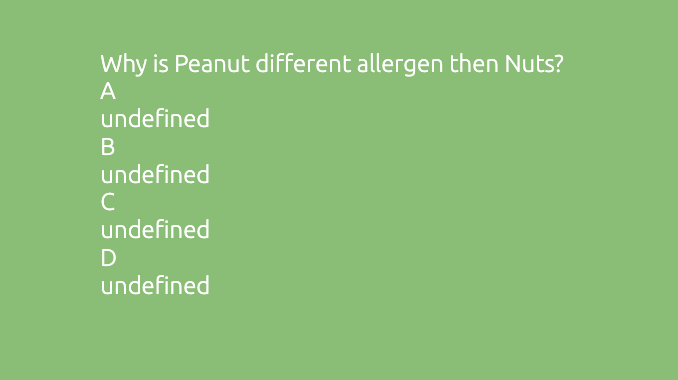 Why is Peanut different allergen then Nuts?
A
undefined
B
undefined
C
undefined
D
undefined